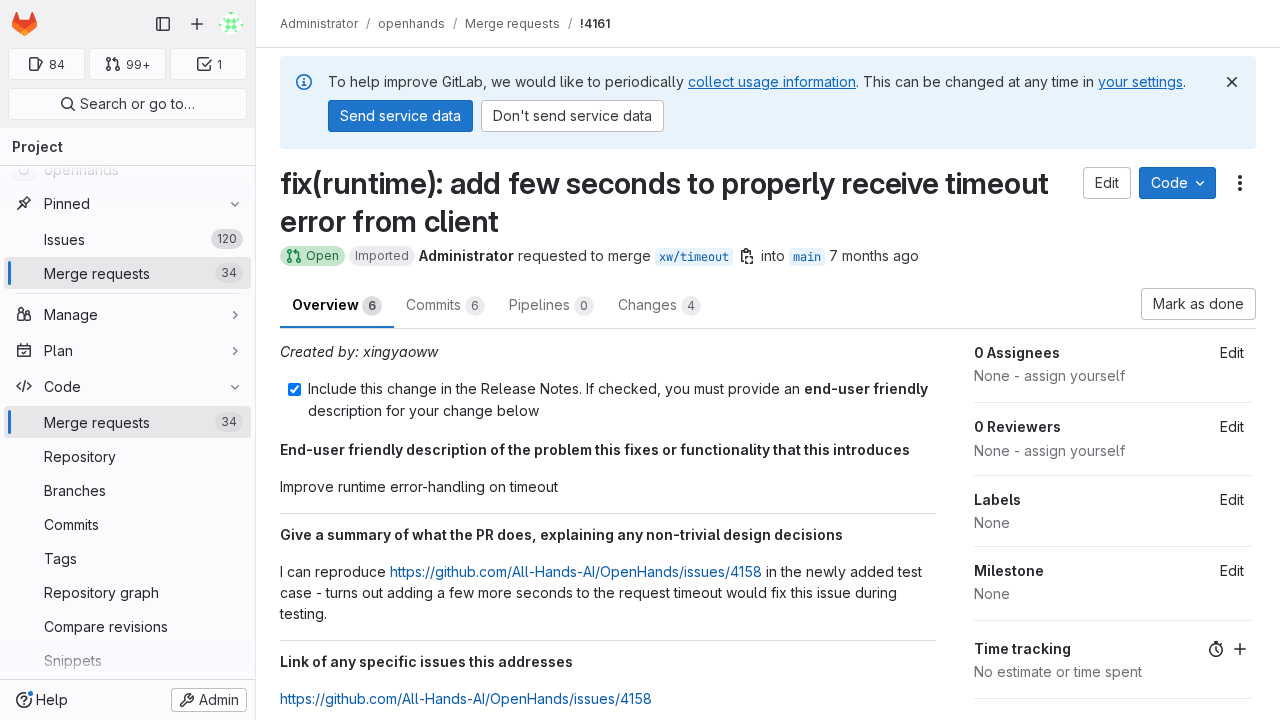 Administrator / openhands / Merge requests / !4161
84
99+
1
Search or go to…
Project
openhands
Pinned
Issues 120
Merge requests 34
Manage
Plan
Code
Merge requests 34
Repository
Branches
Commits
Tags
Repository graph
Compare revisions
Snippets
Help
Admin
To help improve GitLab, we would like to periodically collect usage information. This can be changed at any time in your settings.
Send service data
Don't send service data
fix(runtime): add few seconds to properly receive timeout
error from client
Edit
Code
Open Imported Administrator requested to merge xw/timeout into main 7 months ago
Overview 6
Commits 6
Pipelines 0
Changes 4
Mark as done
Created by: xingyaoww
Include this change in the Release Notes. If checked, you must provide an end-user friendly
description for your change below
End-user friendly description of the problem this fixes or functionality that this introduces
Improve runtime error-handling on timeout
Give a summary of what the PR does, explaining any non-trivial design decisions
I can reproduce https://github.com/All-Hands-AI/OpenHands/issues/4158 in the newly added test
case - turns out adding a few more seconds to the request timeout would fix this issue during
testing.
Link of any specific issues this addresses
https://github.com/All-Hands-AI/OpenHands/issues/4158
0 Assignees
Edit
None - assign yourself
0 Reviewers
Edit
None - assign yourself
Labels
Edit
None
Milestone
Edit
None
Time tracking
No estimate or time spent